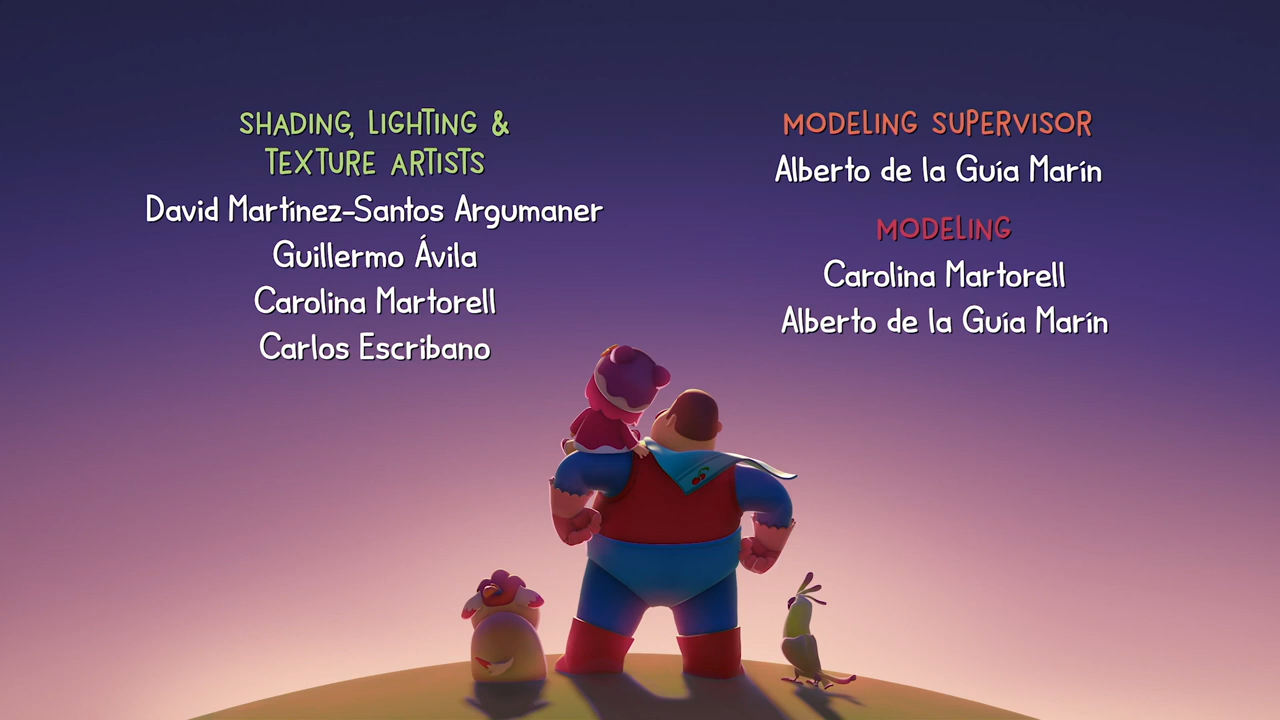 SHADING, LIGHTING &
TEXTURE ARTISTS
David Martínez-Santos Argumaner
Guillermo Ávila
Carolina Martorell
Carlos Escribano
MODELING SUPERVISOR
Alberto de la Guía Marín
MODELING
Carolina Martorell
Alberto de la Guía Marín